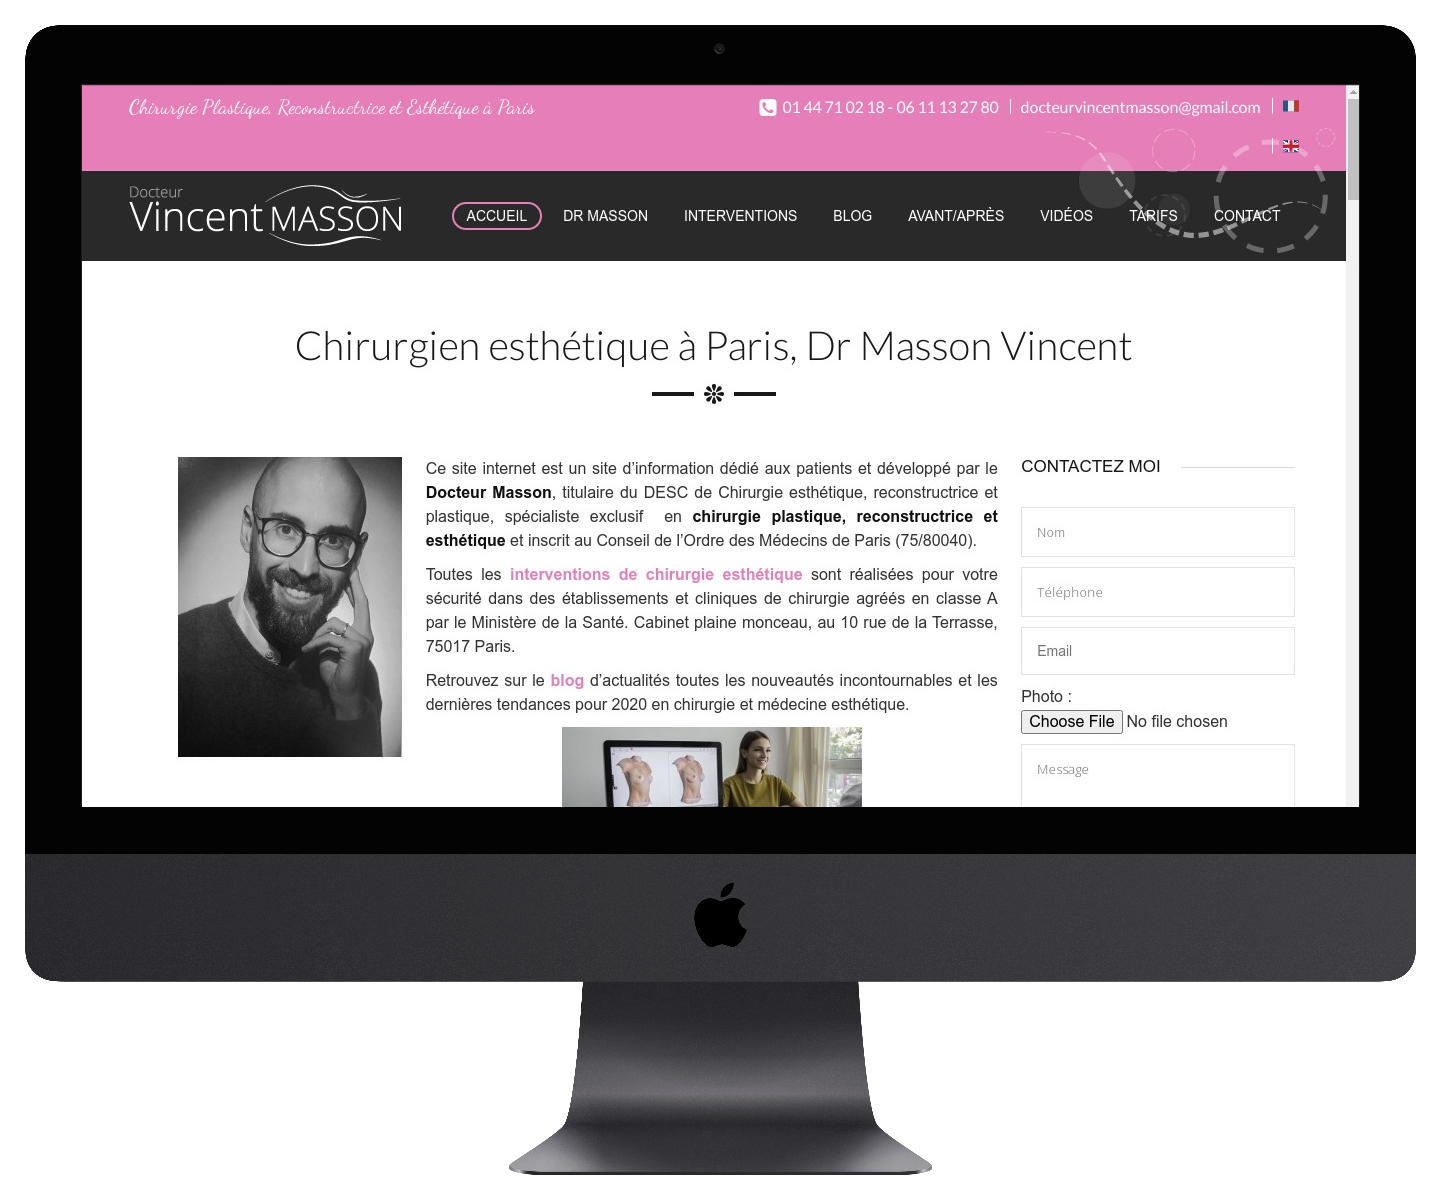 Chirurgie Plastique, Reconstructrice et Esthétique à Paris
01 44 71 02 18 - 06 11 13 27 80
docteurvincentmasson@gmail.com
Docteur
Vincent MASSON
ACCUEIL
DR MASSON
INTERVENTIONS
BLOG
AVANT/APRÈS
VIDÉOS
TARIFS
CONTACT
Chirurgien esthétique à Paris, Dr Masson Vincent
Ce site internet est un site d’information dédié aux patients et développé par le
Docteur Masson, titulaire du DESC de Chirurgie esthétique, reconstructrice et
plastique, spécialiste exclusif en chirurgie plastique, reconstructrice et
esthétique et inscrit au Conseil de l’Ordre des Médecins de Paris (75/80040).
Toutes les interventions de chirurgie esthétique sont réalisées pour votre
sécurité dans des établissements et cliniques de chirurgie agréés en classe A
par le Ministère de la Santé. Cabinet plaine monceau, au 10 rue de la Terrasse,
75017 Paris.
Retrouvez sur le blog d’actualités toutes les nouveautés incontournables et les
dernières tendances pour 2020 en chirurgie et médecine esthétique.
CONTACTEZ MOI
Nom
Téléphone
Email
Photo :
Choose File No file chosen
Message